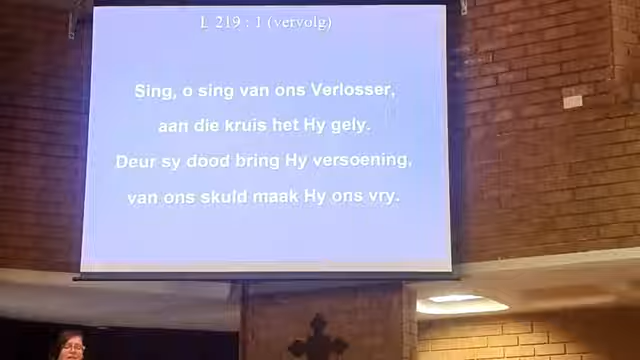 L 219 : 1 (vervolg)
Sing, o sing van ons Verlosser,
aan die kruis het Hy gely.
Deur sy dood bring Hy versoening,
van ons skuld maak Hy ons vry.